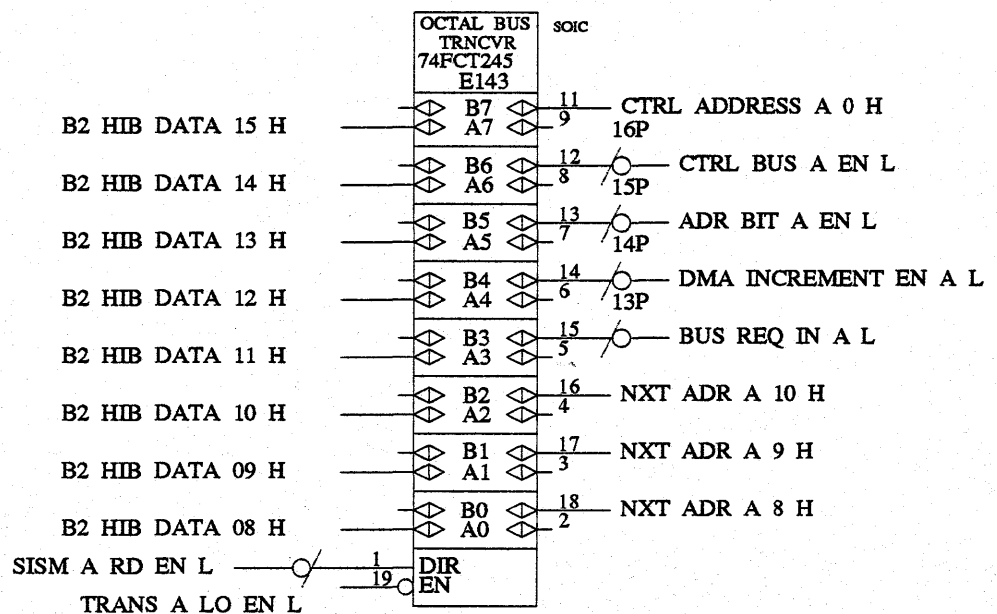 OCTAL BUS SOIC
TRNCVR
74FCT245
E143
B7 11 CTRL ADDRESS A 0 H
B2 HIB DATA 15 H A7 9 16P
B6 12 CTRL BUS A EN L
B2 HIB DATA 14 H A6 8 15P
B5 13 ADR BIT A EN L
B2 HIB DATA 13 H A5 7 14P
B4 14 DMA INCREMENT EN A L
B2 HIB DATA 12 H A4 6 13P
B3 15 BUS REQ IN A L
B2 HIB DATA 11 H A3 5
B2 16 NXT ADR A 10 H
B2 HIB DATA 10 H A2 4
B1 17 NXT ADR A 9 H
B2 HIB DATA 09 H A1 3
B0 18 NXT ADR A 8 H
B2 HIB DATA 08 H A0 2
SISM A RD EN L 1 DIR
19 EN
TRANS A LO EN L